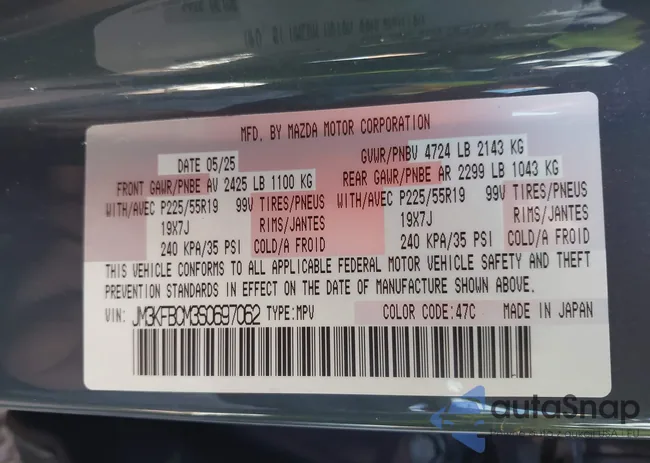 MFD. BY MAZDA MOTOR CORPORATION
DATE 05/25 GVWR/PNBV 4724 LB 2143 KG
FRONT GAWR/PNBE AV 2425 LB 1100 KG REAR GAWR/PNBE AR 2299 LB 1043 KG
WITH/AVEC P225/55R19 99V TIRES/PNEUS WITH/AVEC P225/55R19 99V TIRES/PNEUS
19X7J RIMS/JANTES 19X7J RIMS/JANTES
240 KPA/35 PSI COLD/A FROID 240 KPA/35 PSI COLD/A FROID
THIS VEHICLE CONFORMS TO ALL APPLICABLE FEDERAL MOTOR VEHICLE SAFETY AND THEFT
PREVENTION STANDARDS IN EFFECT ON THE DATE OF MANUFACTURE SHOWN ABOVE.
VIN: JM3KFBCM3S0697062 TYPE:MPV COLOR CODE:47C MADE IN JAPAN
autaSnap